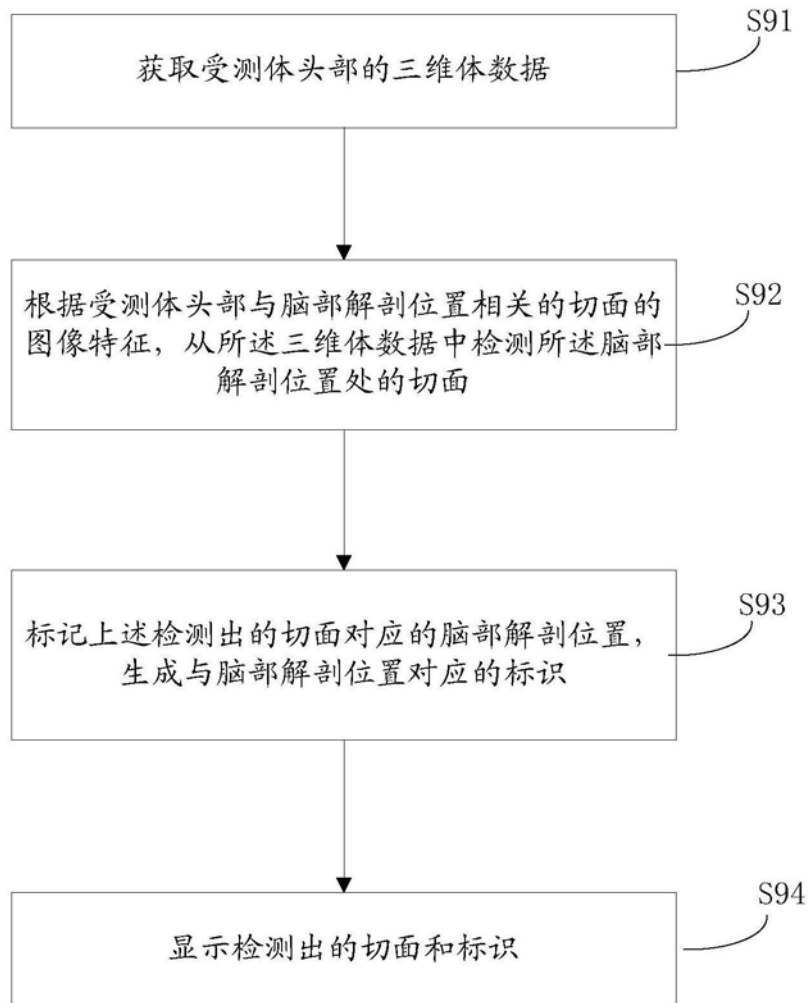 S91
获取受测体头部的三维体数据
S92
根据受测体头部与脑部解剖位置相关的切面的
图像特征，从所述三维体数据中检测所述脑部
解剖位置处的切面
S93
标记上述检测出的切面对应的脑部解剖位置，
生成与脑部解剖位置对应的标识
S94
显示检测出的切面和标识